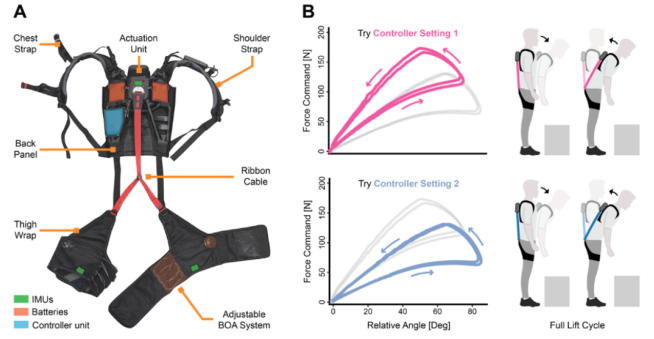 A
Chest
Strap
Actuation
Unit
Shoulder
Strap
Back
Panel
Ribbon
Cable
Thigh
Wrap
IMUs
Batteries
Controller unit
Adjustable
BOA System
B
Try Controller Setting 1
Force Command [N]
200
150
100
50
0
Try Controller Setting 2
Force Command [N]
200
150
100
50
0
0
20
40
60
80
Relative Angle [Deg]
Full Lift Cycle